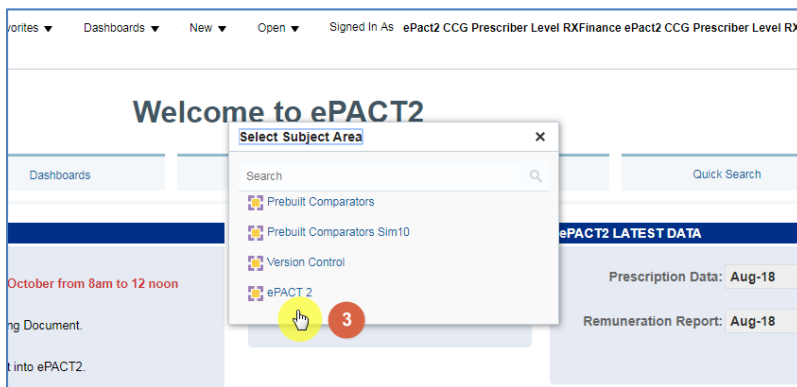 vorites ▼ Dashboards ▼ New ▼ Open ▼ Signed In As ePact2 CCG Prescriber Level RXFinance ePact2 CCG Prescriber Level RX
Welcome to ePACT2
Select Subject Area ×
Dashboards
Search
Quick Search
Prebuilt Comparators
Prebuilt Comparators Sim10
ePACT2 LATEST DATA
Version Control
October from 8am to 12 noon
Prescription Data: Aug-18
ePACT 2
3
ng Document.
Remuneration Report: Aug-18
t into ePACT2.